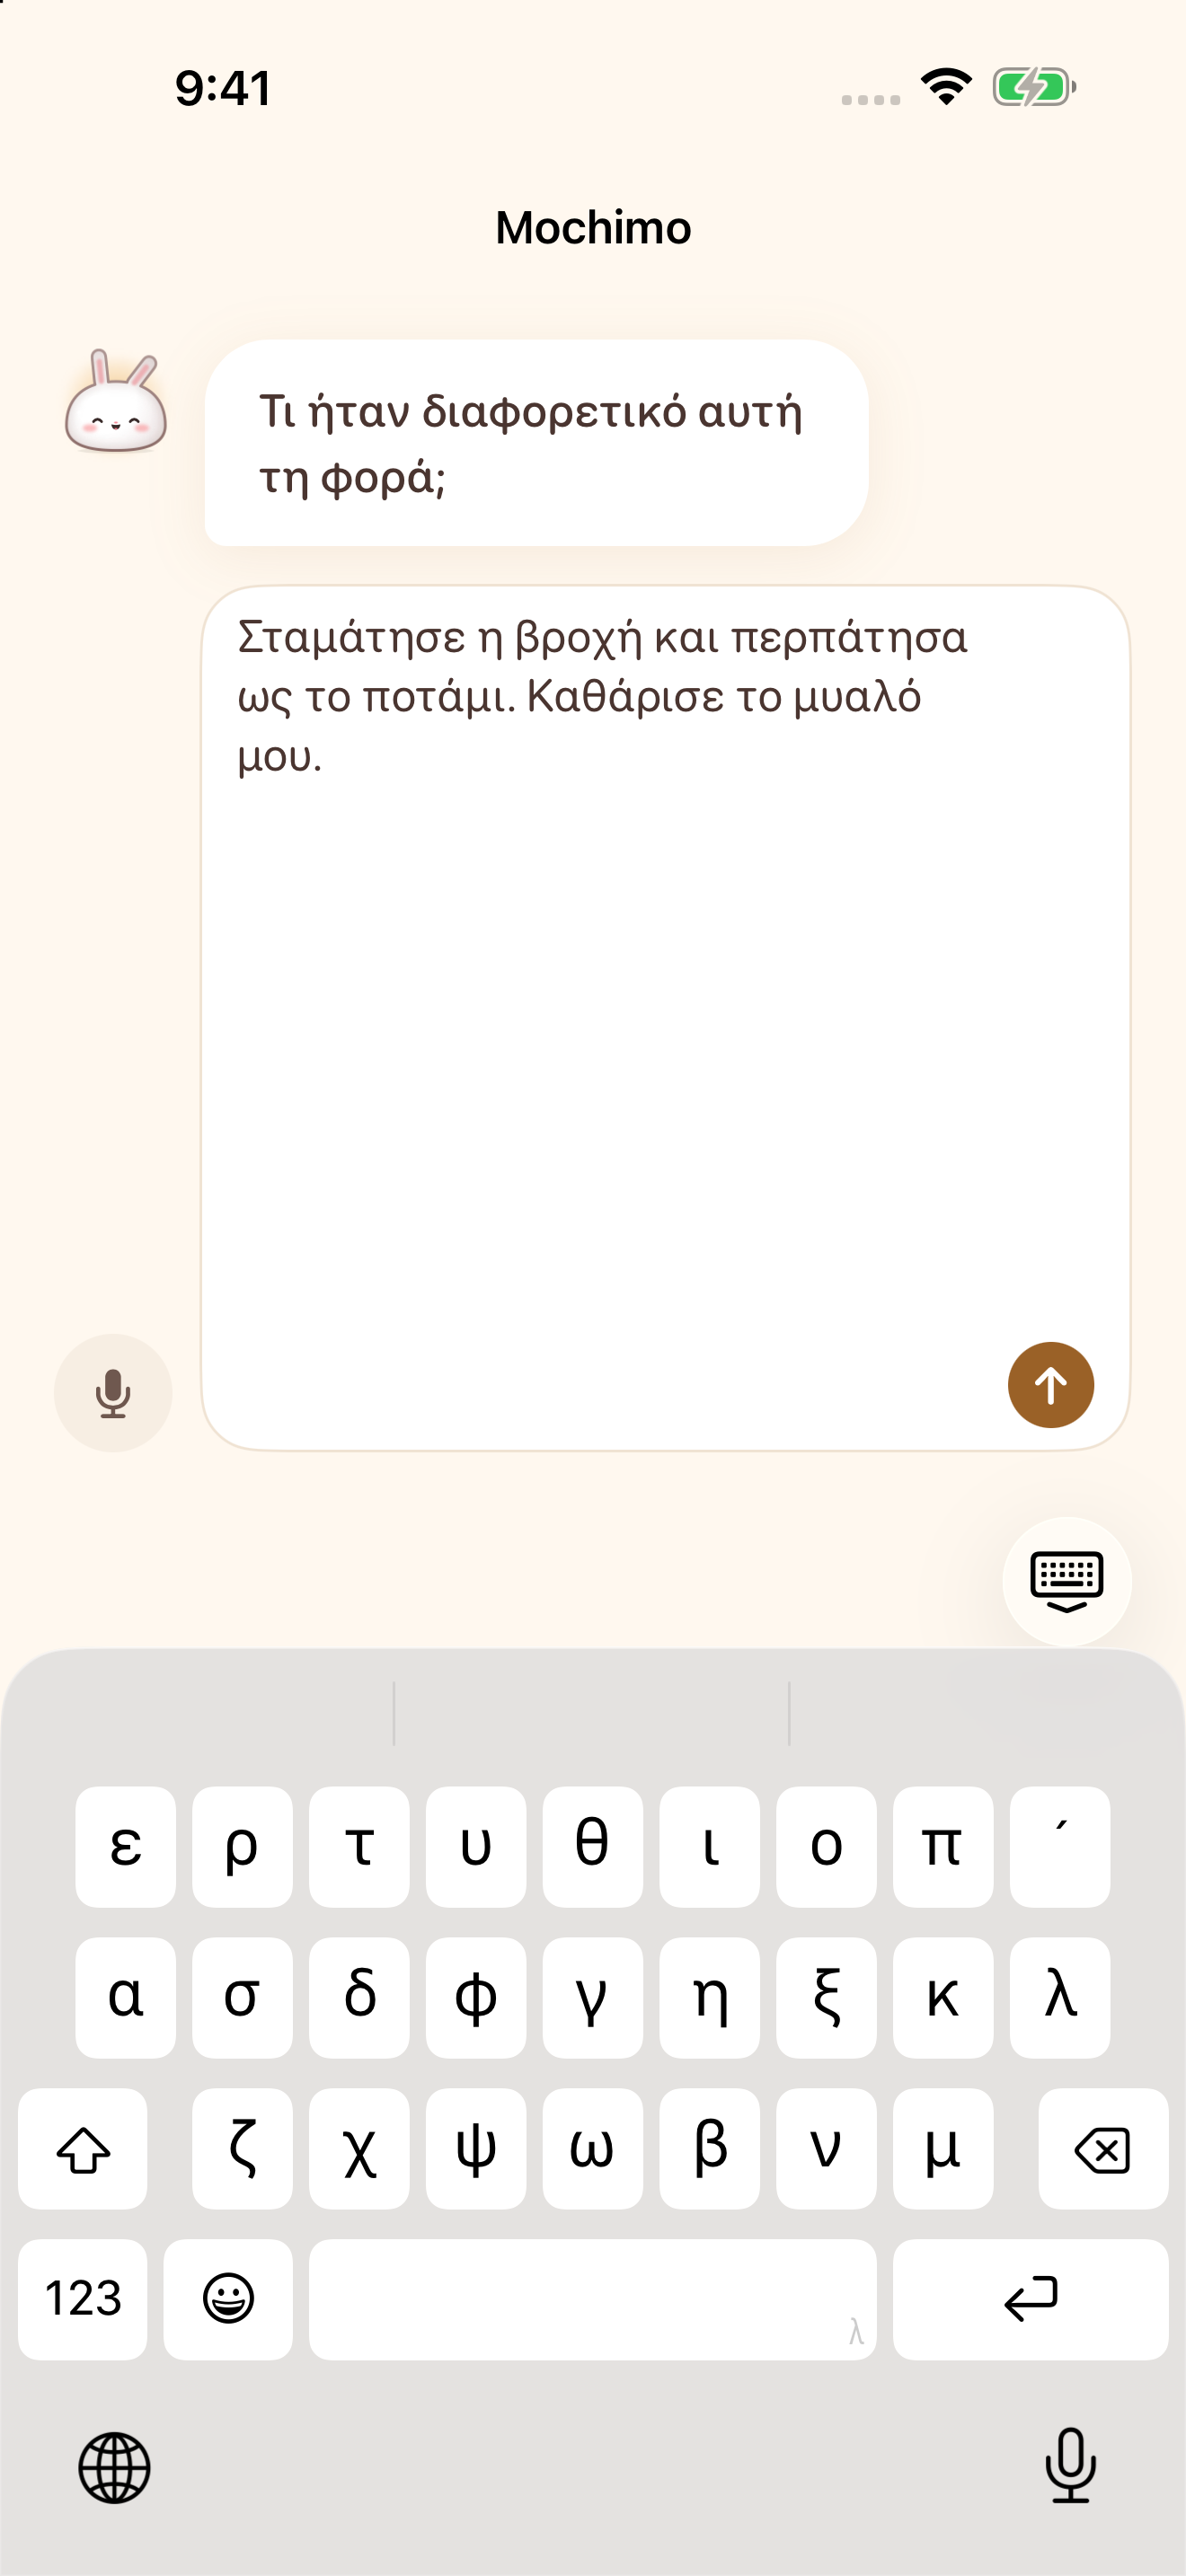 9:41
Mochimo
Τι ήταν διαφορετικό αυτή
τη φορά;
Σταμάτησε η βροχή και περπάτησα
ως το ποτάμι. Καθάρισε το μυαλό
μου.
ε ρ τ υ θ ι ο π ´
α σ δ φ γ η ξ κ λ
ζ χ ψ ω β ν μ
123
λ